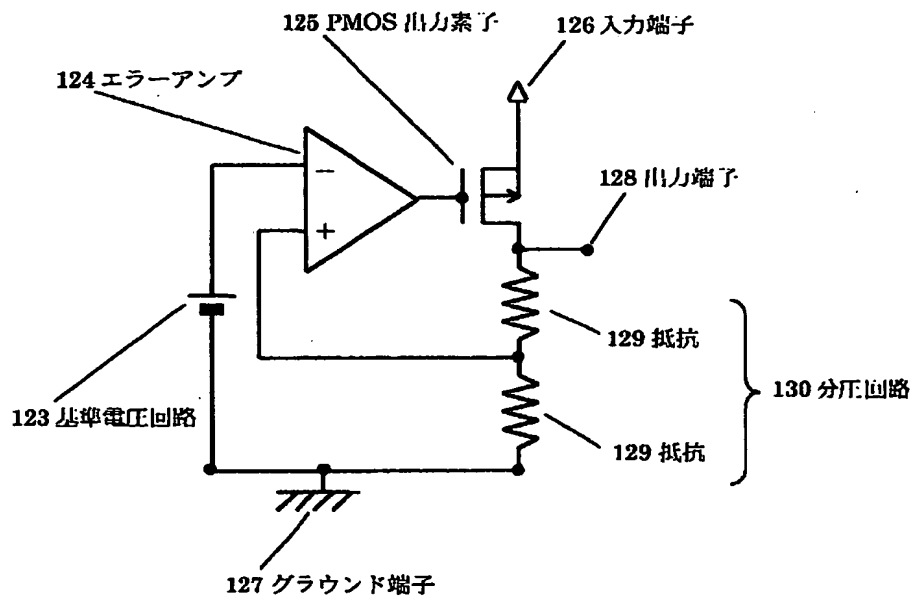 125 PMOS 出力素子
126 入力端子
124 エラーアンプ
128 出力端子
−
+
129 抵抗
130 分圧回路
123 基準電圧回路
129 抵抗
127 グラウンド端子